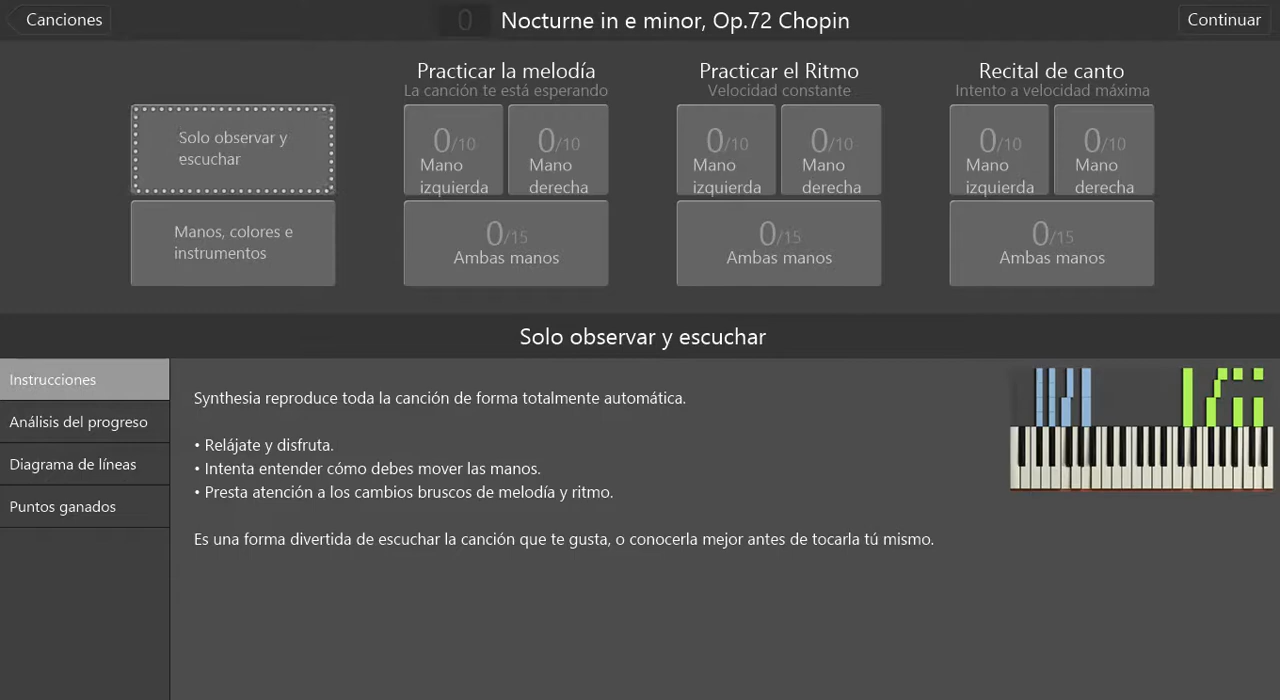 Canciones
0
Nocturne in e minor, Op.72 Chopin
Continuar
Practicar la melodía
La canción te está esperando
Practicar el Ritmo
Velocidad constante
Recital de canto
Intento a velocidad máxima
Solo observar y
escuchar
0/10
Mano
izquierda
0/10
Mano
derecha
0/10
Mano
izquierda
0/10
Mano
derecha
0/10
Mano
izquierda
0/10
Mano
derecha
Manos, colores e
instrumentos
0/15
Ambas manos
0/15
Ambas manos
0/15
Ambas manos
Solo observar y escuchar
Instrucciones
Análisis del progreso
Diagrama de líneas
Puntos ganados
Synthesia reproduce toda la canción de forma totalmente automática.
• Relájate y disfruta.
• Intenta entender cómo debes mover las manos.
• Presta atención a los cambios bruscos de melodía y ritmo.
Es una forma divertida de escuchar la canción que te gusta, o conocerla mejor antes de tocarla tú mismo.